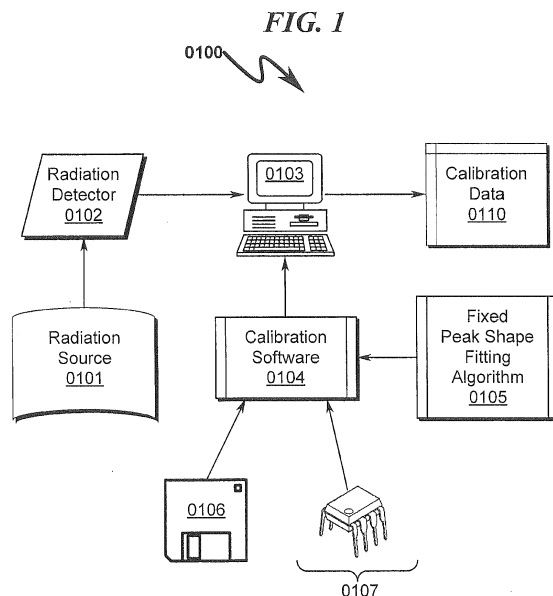 FIG. 1
0100
Radiation
Detector
0102
0103
Calibration
Data
0110
Radiation
Source
0101
Calibration
Software
0104
Fixed
Peak Shape
Fitting
Algorithm
0105
0106
0107